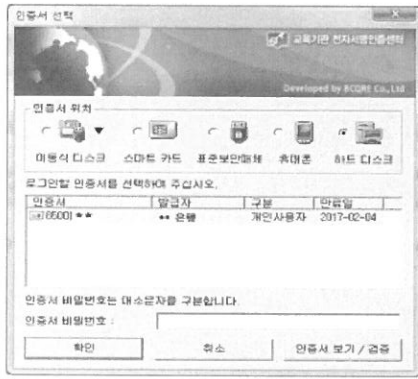 인증서 선택
교육기관 전자서명인증센터
Developed by BCQRE Co.,Ltd
인증서 위치
이동식 디스크 스마트 카드 표준보안매체 휴대폰 하드 디스크
로그인할 인증서를 선택하여 주십시오.
인증서 발급자 구분 만료일
6500| ** ** 은행 개인사용자 2017-02-04
인증서 비밀번호는 대소문자를 구분합니다.
인증서 비밀번호 :
확인 취소 인증서 보기 / 검증